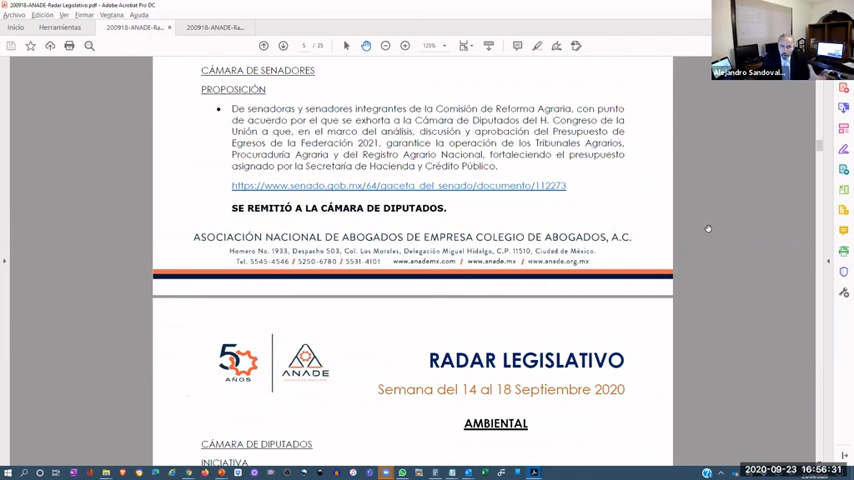 200918-ANADE-Radar Legislativo.pdf - Adobe Acrobat Pro DC
Archivo Edición Ver Firmar Ventana Ayuda
Inicio Herramientas 200918-ANADE-Ra... × 200918-ANADE-Ra...
5 / 25 125%
Alejandro Sandoval...
CÁMARA DE SENADORES
PROPOSICIÓN
• De senadoras y senadores integrantes de la Comisión de Reforma Agraria, con punto
de acuerdo por el que se exhorta a la Cámara de Diputados del H. Congreso de la
Unión a que, en el marco del análisis, discusión y aprobación del Presupuesto de
Egresos de la Federación 2021, garantice la operación de los Tribunales Agrarios,
Procuraduría Agraria y del Registro Agrario Nacional, fortaleciendo el presupuesto
asignado por la Secretaría de Hacienda y Crédito Público.
https://www.senado.gob.mx/64/gaceta_del_senado/documento/112273
SE REMITIÓ A LA CÁMARA DE DIPUTADOS.
ASOCIACIÓN NACIONAL DE ABOGADOS DE EMPRESA COLEGIO DE ABOGADOS, A.C.
Homero No. 1933, Despacho 503, Col. Los Morales, Delegación Miguel Hidalgo, C.P. 11510, Ciudad de México.
Tel. 5545-4546 / 5250-6780 / 5531-4101 www.anademx.com / www.anade.mx / www.anade.org.mx
50
AÑOS
ANADE
RADAR LEGISLATIVO
Semana del 14 al 18 Septiembre 2020
AMBIENTAL
CÁMARA DE DIPUTADOS
INICIATIVA
2020-09-23 16:56:31